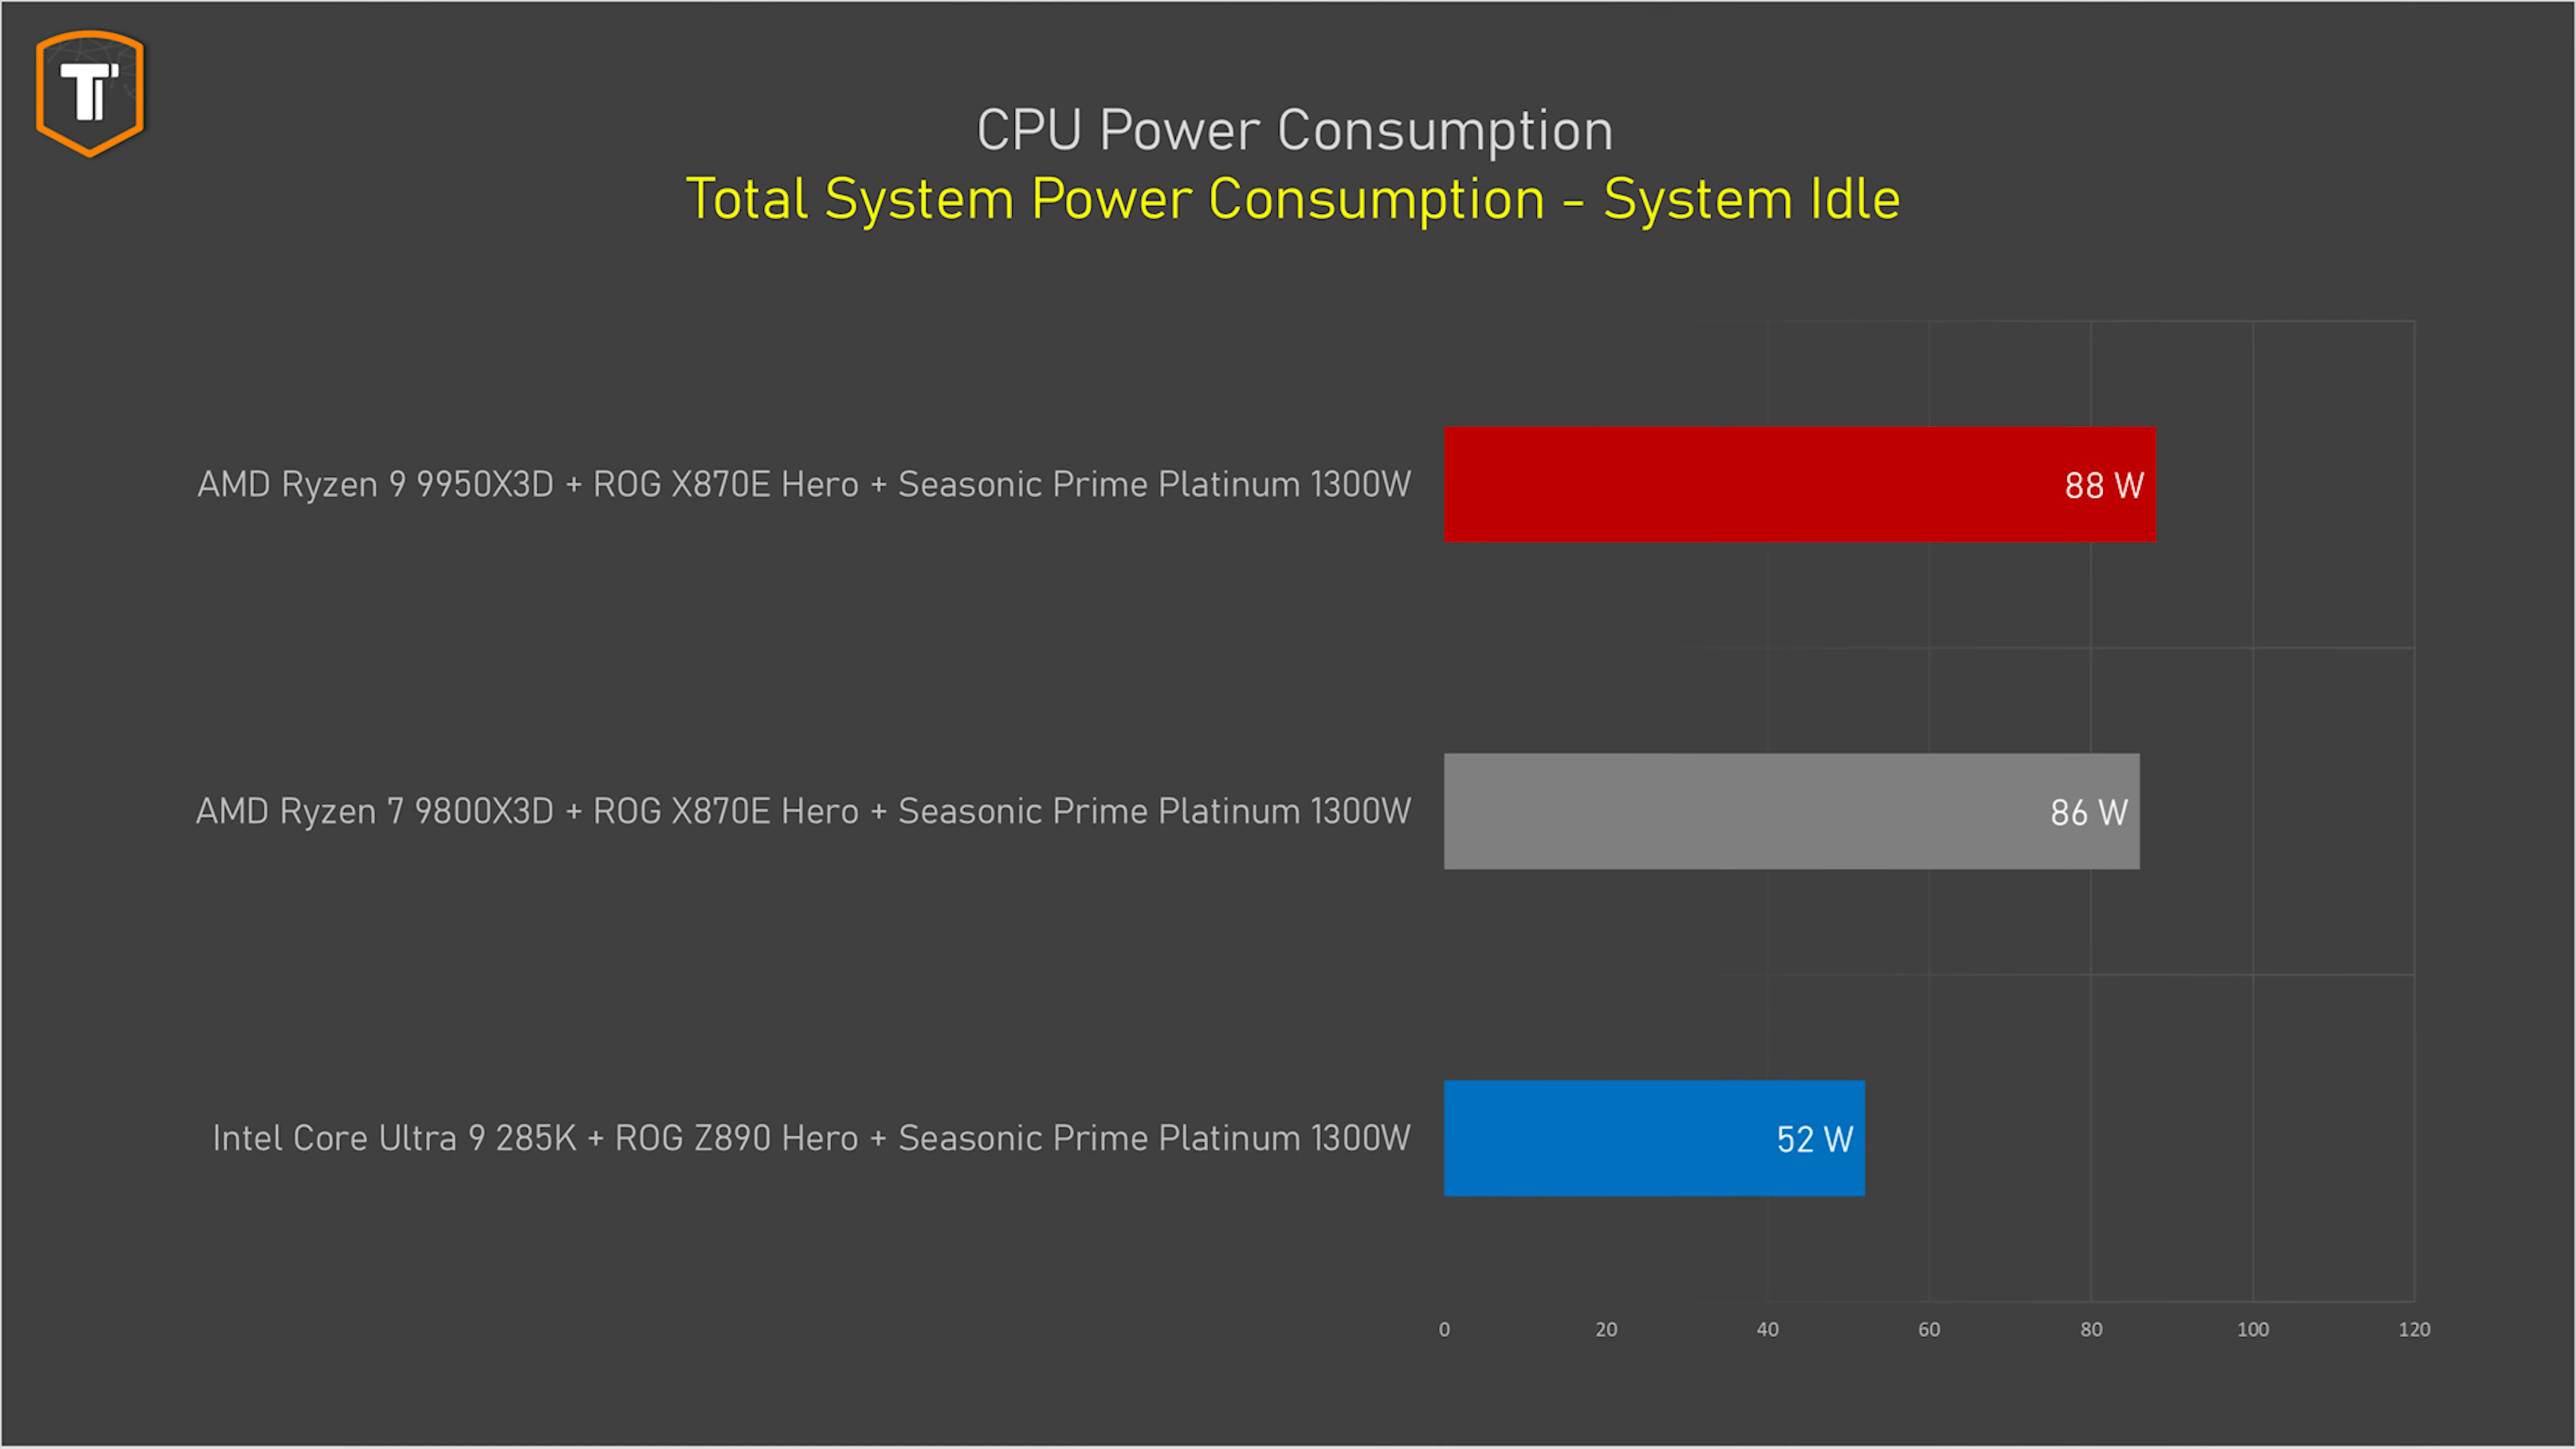 T
CPU Power Consumption
Total System Power Consumption - System Idle
AMD Ryzen 9 9950X3D + ROG X870E Hero + Seasonic Prime Platinum 1300W
88 W
AMD Ryzen 7 9800X3D + ROG X870E Hero + Seasonic Prime Platinum 1300W
86 W
Intel Core Ultra 9 285K + ROG Z890 Hero + Seasonic Prime Platinum 1300W
52 W
0 20 40 60 80 100 120